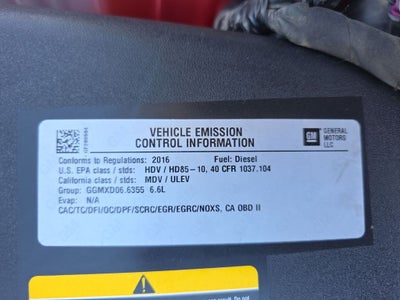 VEHICLE EMISSION
CONTROL INFORMATION
GM
GENERAL
MOTORS
LLC
Conforms to Regulations: 2016 Fuel: Diesel
U.S. EPA class / stds: HDV / HD85-10, 40 CFR 1037.104
California class / stds: MDV / ULEV
Group: GGMXD06.6355 6.6L
Evap: N/A
CAC/TC/DFI/OC/DPF/SCRC/EGR/EGRC/NOXS, CA OBD II